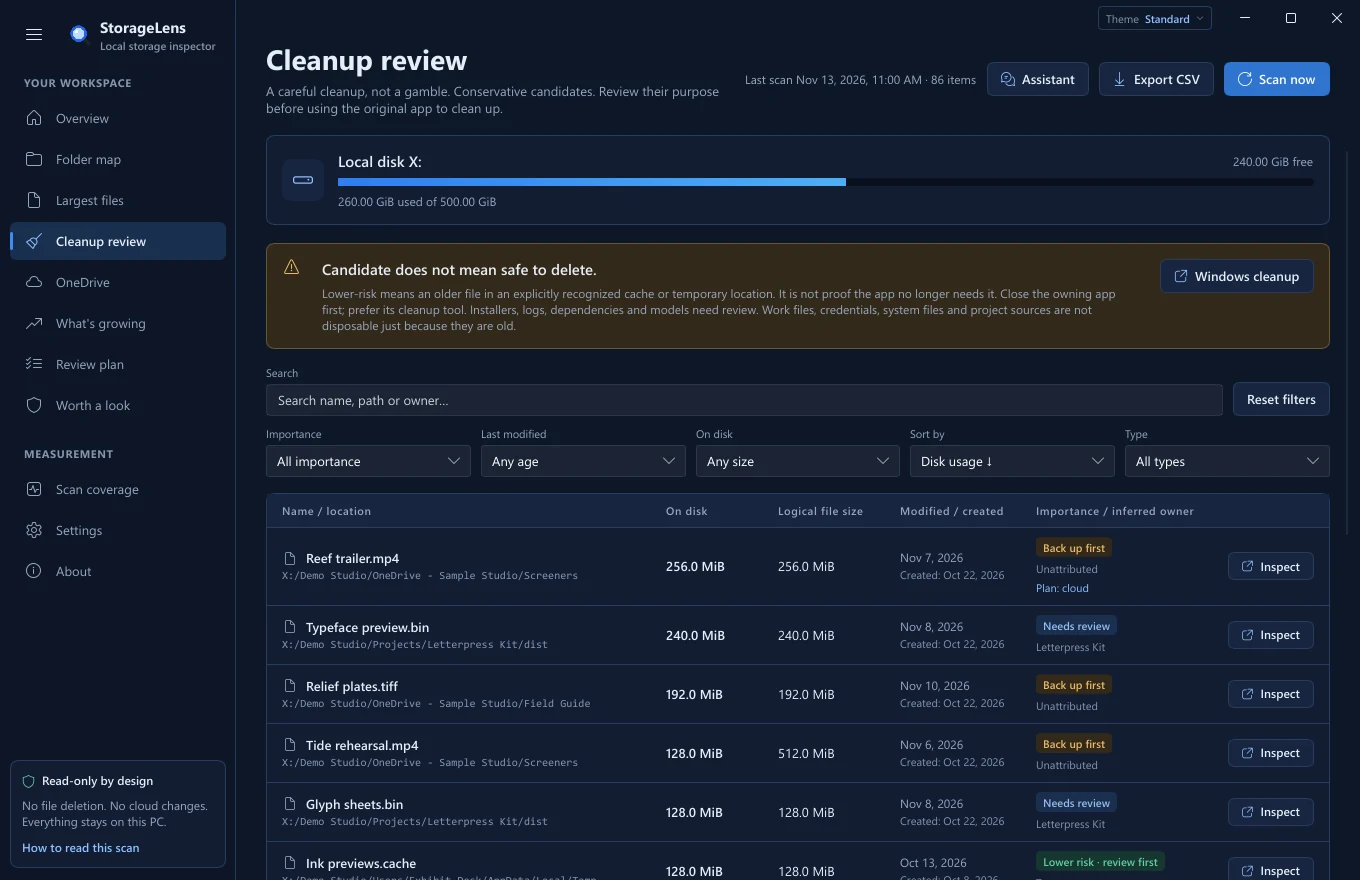 StorageLens
Local storage inspector
YOUR WORKSPACE
Overview
Folder map
Largest files
Cleanup review
OneDrive
What's growing
Review plan
Worth a look
MEASUREMENT
Scan coverage
Settings
About
Read-only by design
No file deletion. No cloud changes.
Everything stays on this PC.
How to read this scan
Theme Standard
Cleanup review
A careful cleanup, not a gamble. Conservative candidates. Review their purpose
before using the original app to clean up.
Last scan Nov 13, 2026, 11:00 AM · 86 items
Assistant
Export CSV
Scan now
Local disk X:
240.00 GiB free
260.00 GiB used of 500.00 GiB
Candidate does not mean safe to delete.
Lower-risk means an older file in an explicitly recognized cache or temporary location. It is not proof the app no longer needs it. Close the owning app
first; prefer its cleanup tool. Installers, logs, dependencies and models need review. Work files, credentials, system files and project sources are not
disposable just because they are old.
Windows cleanup
Search
Search name, path or owner...
Reset filters
Importance Last modified On disk Sort by Type
All importance Any age Any size Disk usage ↓ All types
Name / location On disk Logical file size Modified / created Importance / inferred owner
Reef trailer.mp4
X:/Demo Studio/OneDrive - Sample Studio/Screeners
256.0 MiB
256.0 MiB
Nov 7, 2026
Created: Oct 22, 2026
Back up first
Unattributed
Plan: cloud
Inspect
Typeface preview.bin
X:/Demo Studio/Projects/Letterpress Kit/dist
240.0 MiB
240.0 MiB
Nov 8, 2026
Created: Oct 22, 2026
Needs review
Letterpress Kit
Inspect
Relief plates.tiff
X:/Demo Studio/OneDrive - Sample Studio/Field Guide
192.0 MiB
192.0 MiB
Nov 10, 2026
Created: Oct 22, 2026
Back up first
Unattributed
Inspect
Tide rehearsal.mp4
X:/Demo Studio/OneDrive - Sample Studio/Screeners
128.0 MiB
512.0 MiB
Nov 6, 2026
Created: Oct 22, 2026
Back up first
Unattributed
Inspect
Glyph sheets.bin
X:/Demo Studio/Projects/Letterpress Kit/dist
128.0 MiB
128.0 MiB
Nov 8, 2026
Created: Oct 22, 2026
Needs review
Letterpress Kit
Inspect
Ink previews.cache
128.0 MiB
128.0 MiB
Oct 13, 2026
Lower risk · review first
Inspect